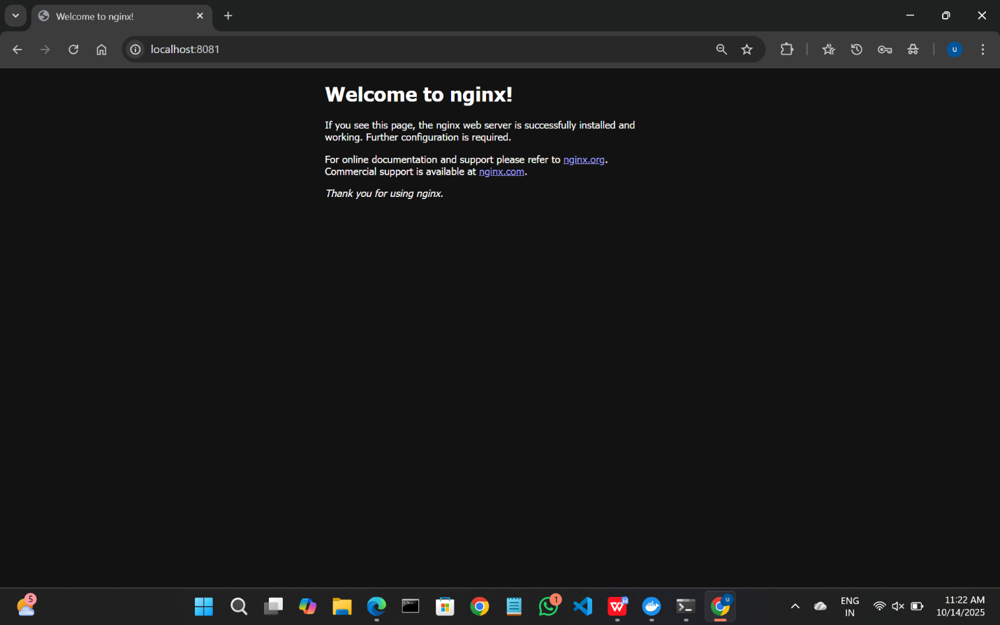 Welcome to nginx!
localhost:8081
u
Welcome to nginx!
If you see this page, the nginx web server is successfully installed and
working. Further configuration is required.
For online documentation and support please refer to nginx.org.
Commercial support is available at nginx.com.
Thank you for using nginx.
5
1
W
u
ENG
IN
11:22 AM
10/14/2025